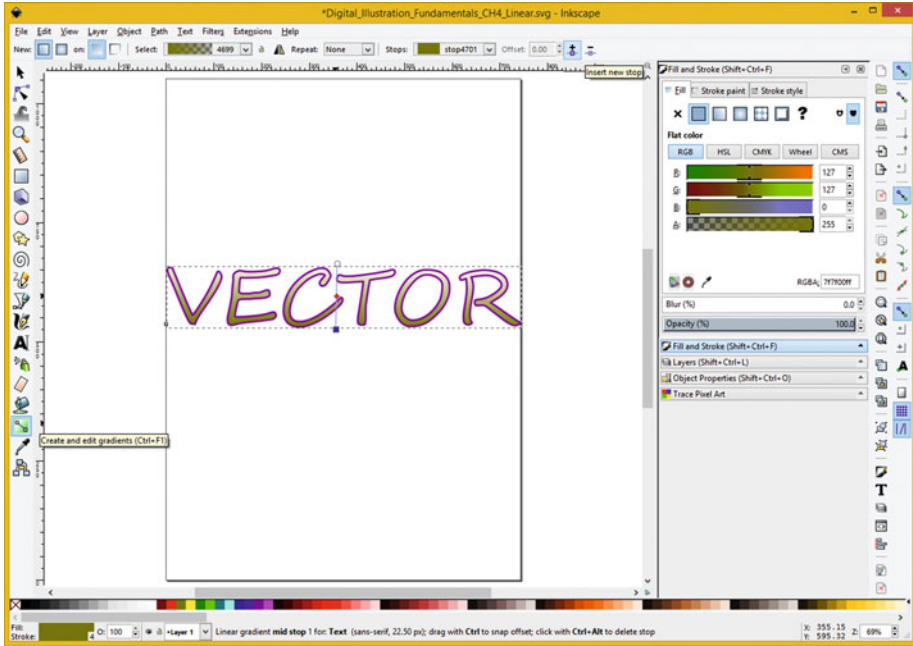 *Digital_Illustration_Fundamentals_CH4_Linear.svg - Inkscape
File Edit View Layer Object Path Text Filters Extensions Help
New: on: Select: 4699 Repeat: None Stops: stop4701 Offset: 0.00
Insert new stop
Fill and Stroke (Shift+Ctrl+F)
Fill Stroke paint Stroke style
Flat color
RGB HSL CMYK Wheel CMS
R: 127
G: 127
B: 0
A: 255
RGBA: 7f7f00ff
Blur (%) 0.0
Opacity (%) 100.0
Fill and Stroke (Shift+Ctrl+F)
Layers (Shift+Ctrl+L)
Object Properties (Shift+Ctrl+O)
Trace Pixel Art
VECTOR
Create and edit gradients (Ctrl+F1)
Fill:
Stroke: 4 O: 100 •Layer 1 Linear gradient mid stop 1 for: Text (sans-serif, 22.50 px); drag with Ctrl to snap offset; click with Ctrl+Alt to delete stop
X: 355.15
Y: 595.32 Z: 69%